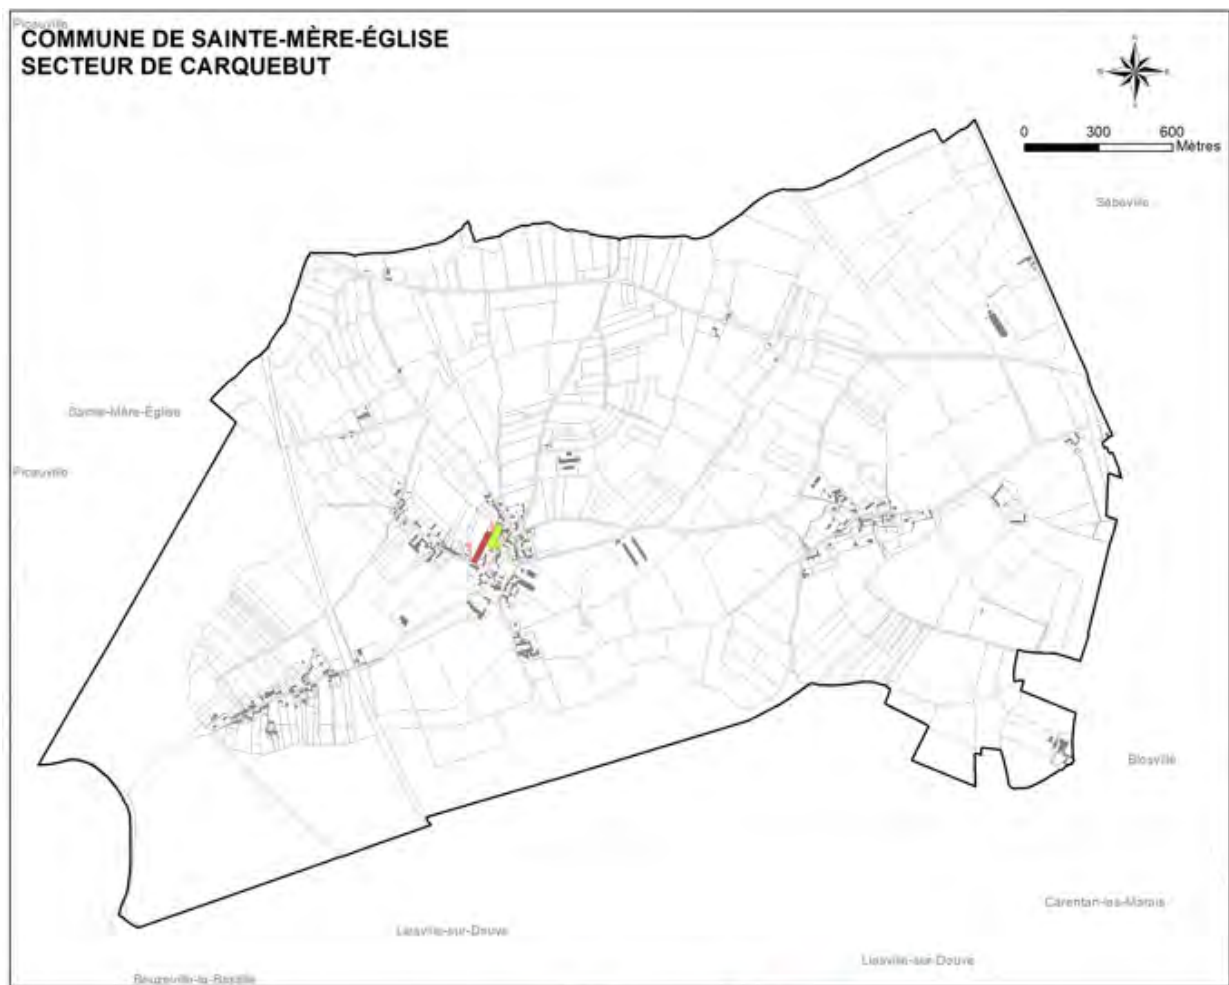 Picauville
COMMUNE DE SAINTE-MÈRE-ÉGLISE
SECTEUR DE CARQUEBUT
N
0 300 600
Mètres
Sébeville
Sainte-Mère-Église
Picauville
Blosville
Carentan-les-Marais
Liesville-sur-Douve
Liesville-sur-Douve
Beuzeville-la-Bastille